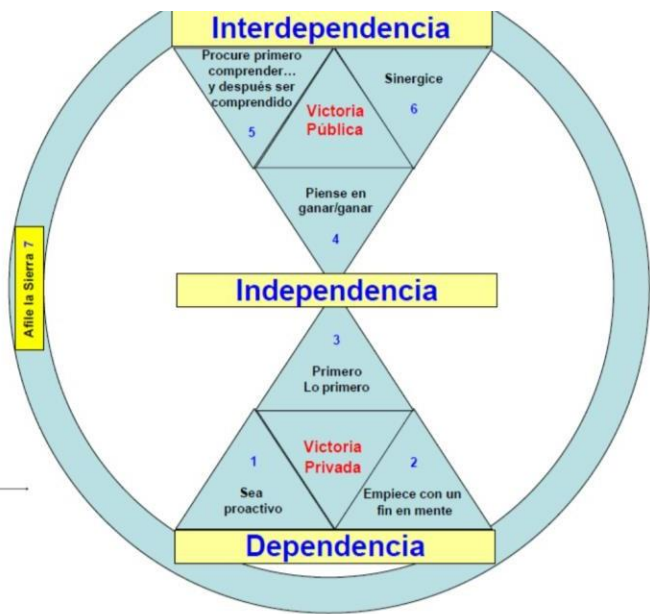 Interdependencia
Procure primero
comprender…
y después ser
comprendido
5
Victoria
Pública
Sinergice
6
Piense en
ganar/ganar
4
Afile la Sierra 7
Independencia
3
Primero
Lo primero
Victoria
Privada
1
Sea
proactivo
2
Empiece con un
fin en mente
Dependencia